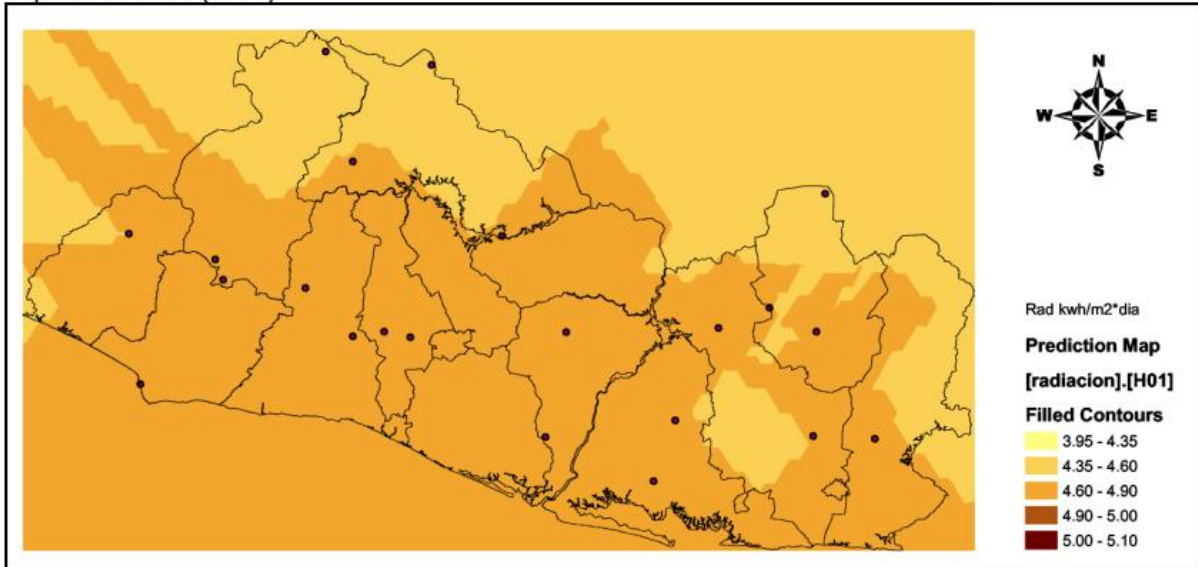 N
W E
S
Rad kwh/m2*dia
Prediction Map
[radiacion].[H01]
Filled Contours
3.95 - 4.35
4.35 - 4.60
4.60 - 4.90
4.90 - 5.00
5.00 - 5.10